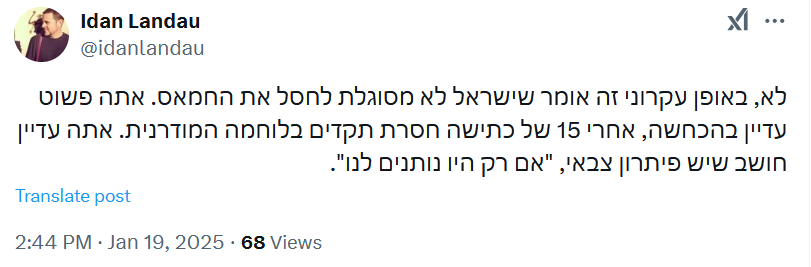 Idan Landau
@idanlandau
לא, באופן עקרוני זה אומר שישראל לא מסוגלת לחסל את החמאס. אתה פשוט
עדיין בהכחשה, אחרי 15 של כתישה חסרת תקדים בלוחמה המודרנית. אתה עדיין
חושב שיש פיתרון צבאי, "אם רק היו נותנים לנו".
Translate post
2:44 PM · Jan 19, 2025 · 68 Views